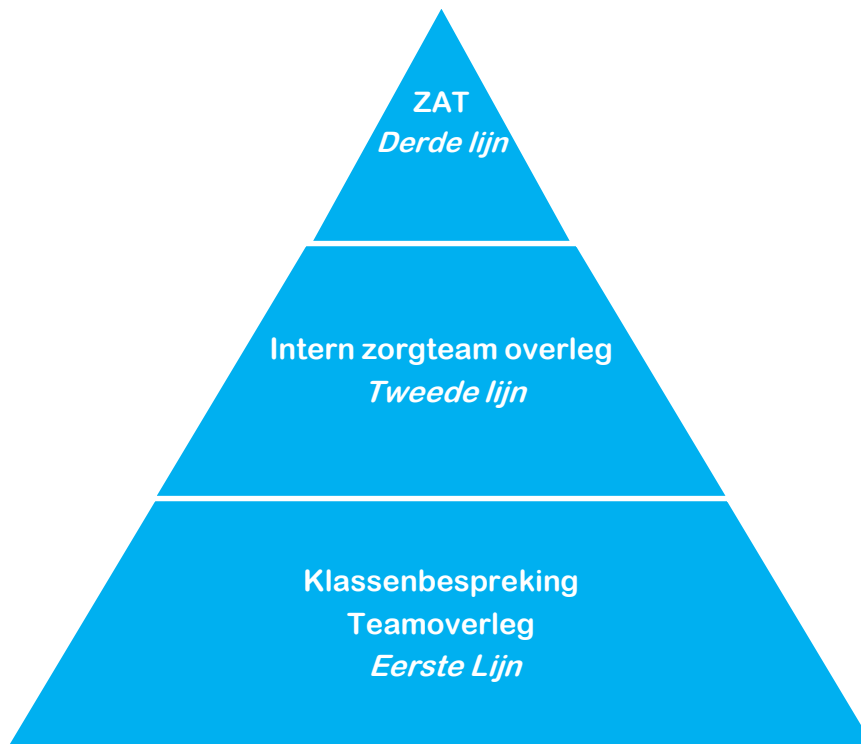 ZAT
Derde lijn
Intern zorgteam overleg
Tweede lijn
Klassenbespreking
Teamoverleg
Eerste Lijn